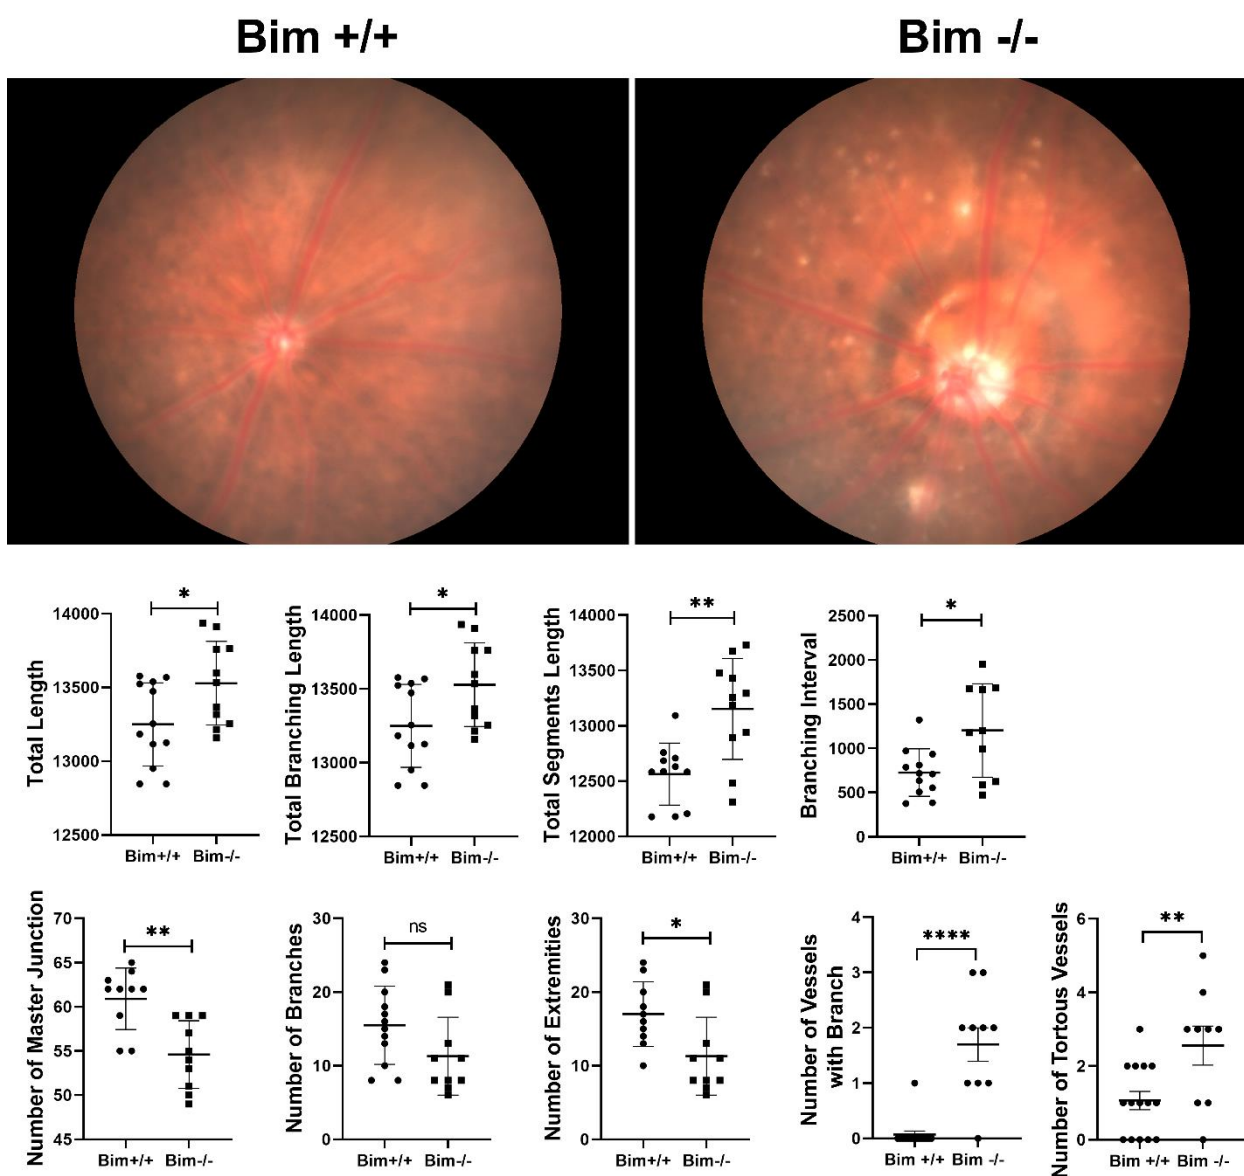 Bim +/+
Bim -/-
Total Length
14000
13500
13000
12500
*
Bim+/+
Bim-/-
Total Branching Length
14000
13500
13000
12500
*
Bim+/+
Bim-/-
Total Segments Length
14000
13500
13000
12500
12000
**
Bim+/+
Bim-/-
Branching Interval
2500
2000
1500
1000
500
0
*
Bim+/+
Bim-/-
Number of Master Junction
70
65
60
55
50
45
**
Bim+/+
Bim-/-
Number of Branches
30
20
10
0
ns
Bim+/+
Bim-/-
Number of Extremities
30
20
10
0
*
Bim+/+
Bim-/-
Number of Vessels
with Branch
4
3
2
1
0
****
Bim +/+
Bim -/-
Number of Tortous Vessels
6
4
2
0
**
Bim +/+
Bim -/-